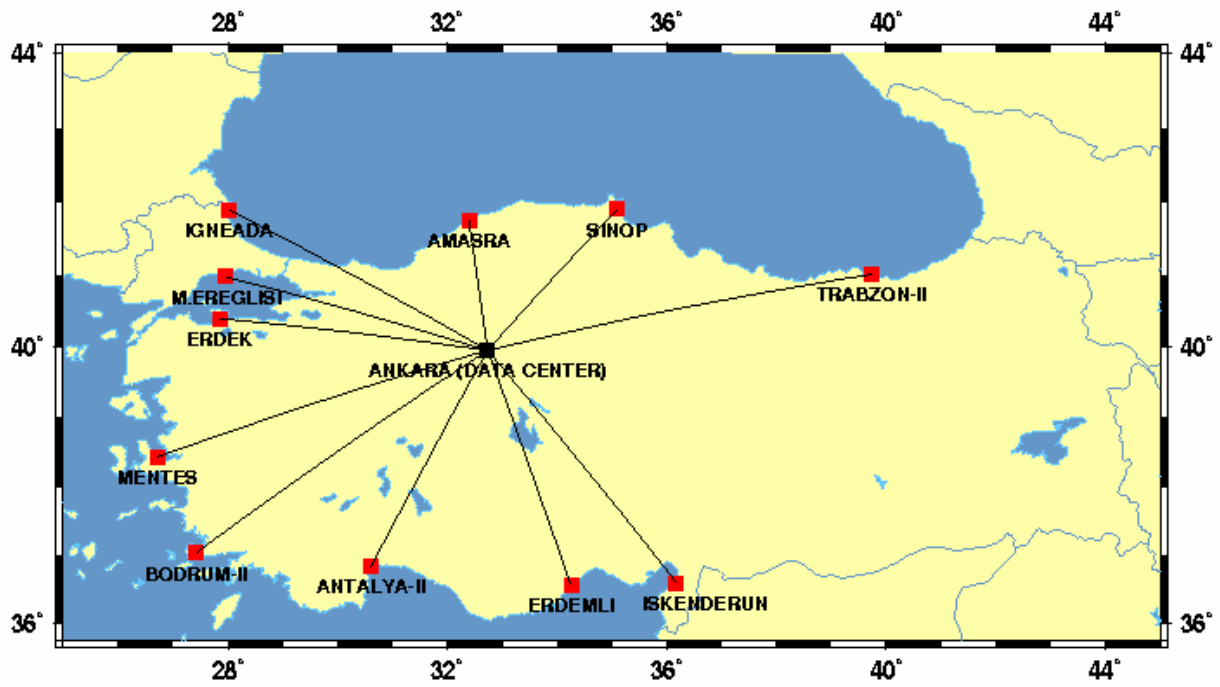 28° 32° 36° 40° 44°
44° 44°
IGNEADA
SINOP
AMASRA
M.EREGLISI
TRABZON-II
ERDEK
40° 40°
ANKARA (DATA CENTER)
MENTES
BODRUM-II
ANTALYA-II
ERDEMLI
ISKENDERUN
36° 36°
28° 32° 36° 40° 44°